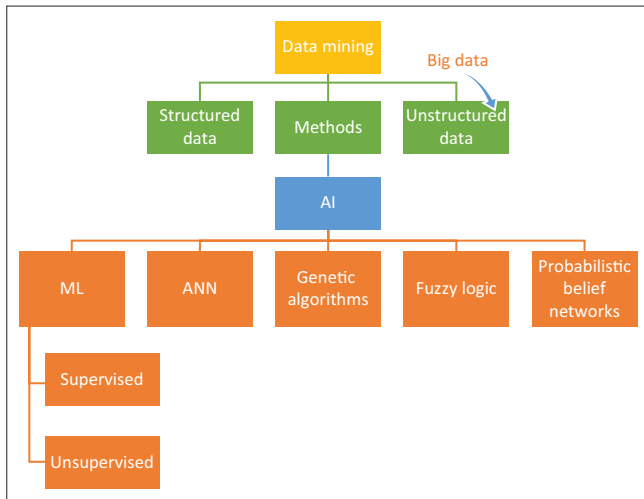 Data mining
Big data
Structured
data
Methods
Unstructured
data
AI
ML
ANN
Genetic
algorithms
Fuzzy logic
Probabilistic
belief
networks
Supervised
Unsupervised